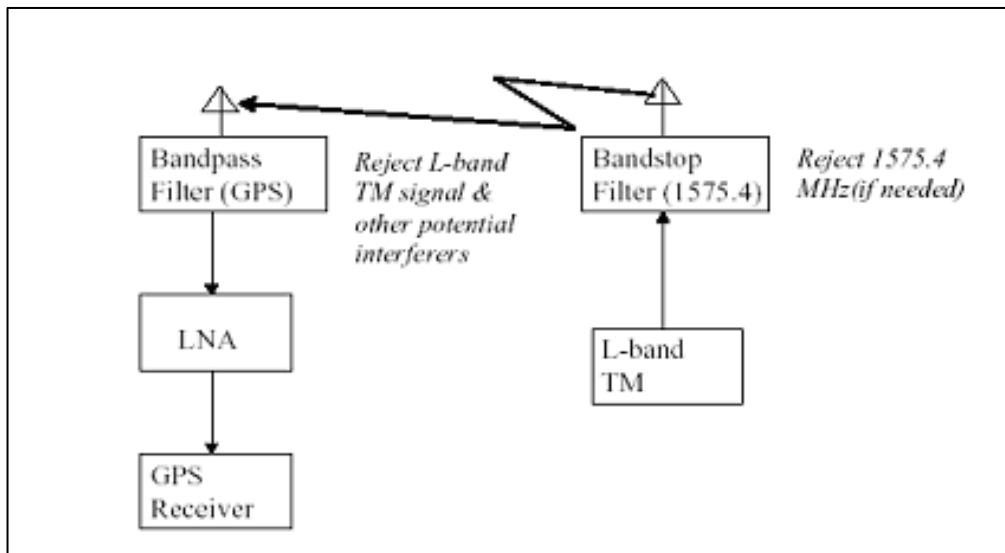 Bandpass
Filter (GPS)
Reject L-band
TM signal &
other potential
interferers
Bandstop
Filter (1575.4)
Reject 1575.4
MHz(if needed)
LNA
L-band
TM
GPS
Receiver